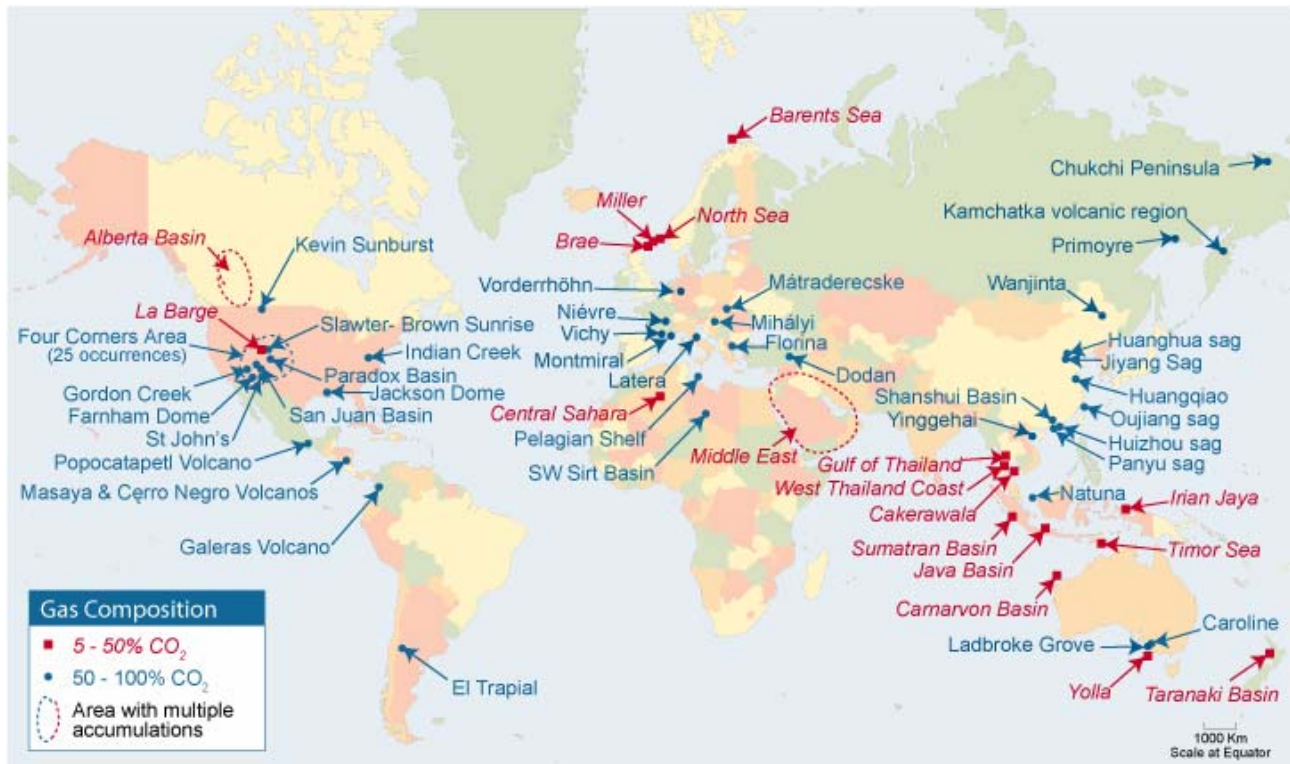 Barents Sea
Chukchi Peninsula
Miller
North Sea
Kamchatka volcanic region
Alberta Basin
Kevin Sunburst
Brae
Primoyre
Vorderrhöhn
Mátraderecske
Wanjinta
La Barge
Slawter- Brown Sunrise
Niévre
Mihályi
Four Corners Area
(25 occurrences)
Vichy
Florina
Huanghua sag
Indian Creek
Montmiral
Jiyang Sag
Paradox Basin
Latera
Dodan
Gordon Creek
Jackson Dome
Shanshui Basin
Huangqiao
Farnham Dome
San Juan Basin
Central Sahara
Yinggehai
Oujiang sag
St John's
Pelagian Shelf
Huizhou sag
Popocatapetl Volcano
Middle East
Gulf of Thailand
Panyu sag
SW Sirt Basin
West Thailand Coast
Masaya & Cęrro Negro Volcanos
Natuna
Irian Jaya
Cakerawala
Galeras Volcano
Sumatran Basin
Timor Sea
Java Basin
Carnarvon Basin
Caroline
Ladbroke Grove
El Trapial
Yolla
Taranaki Basin
Gas Composition
5 - 50% CO₂
50 - 100% CO₂
Area with multiple
accumulations
1000 Km
Scale at Equator